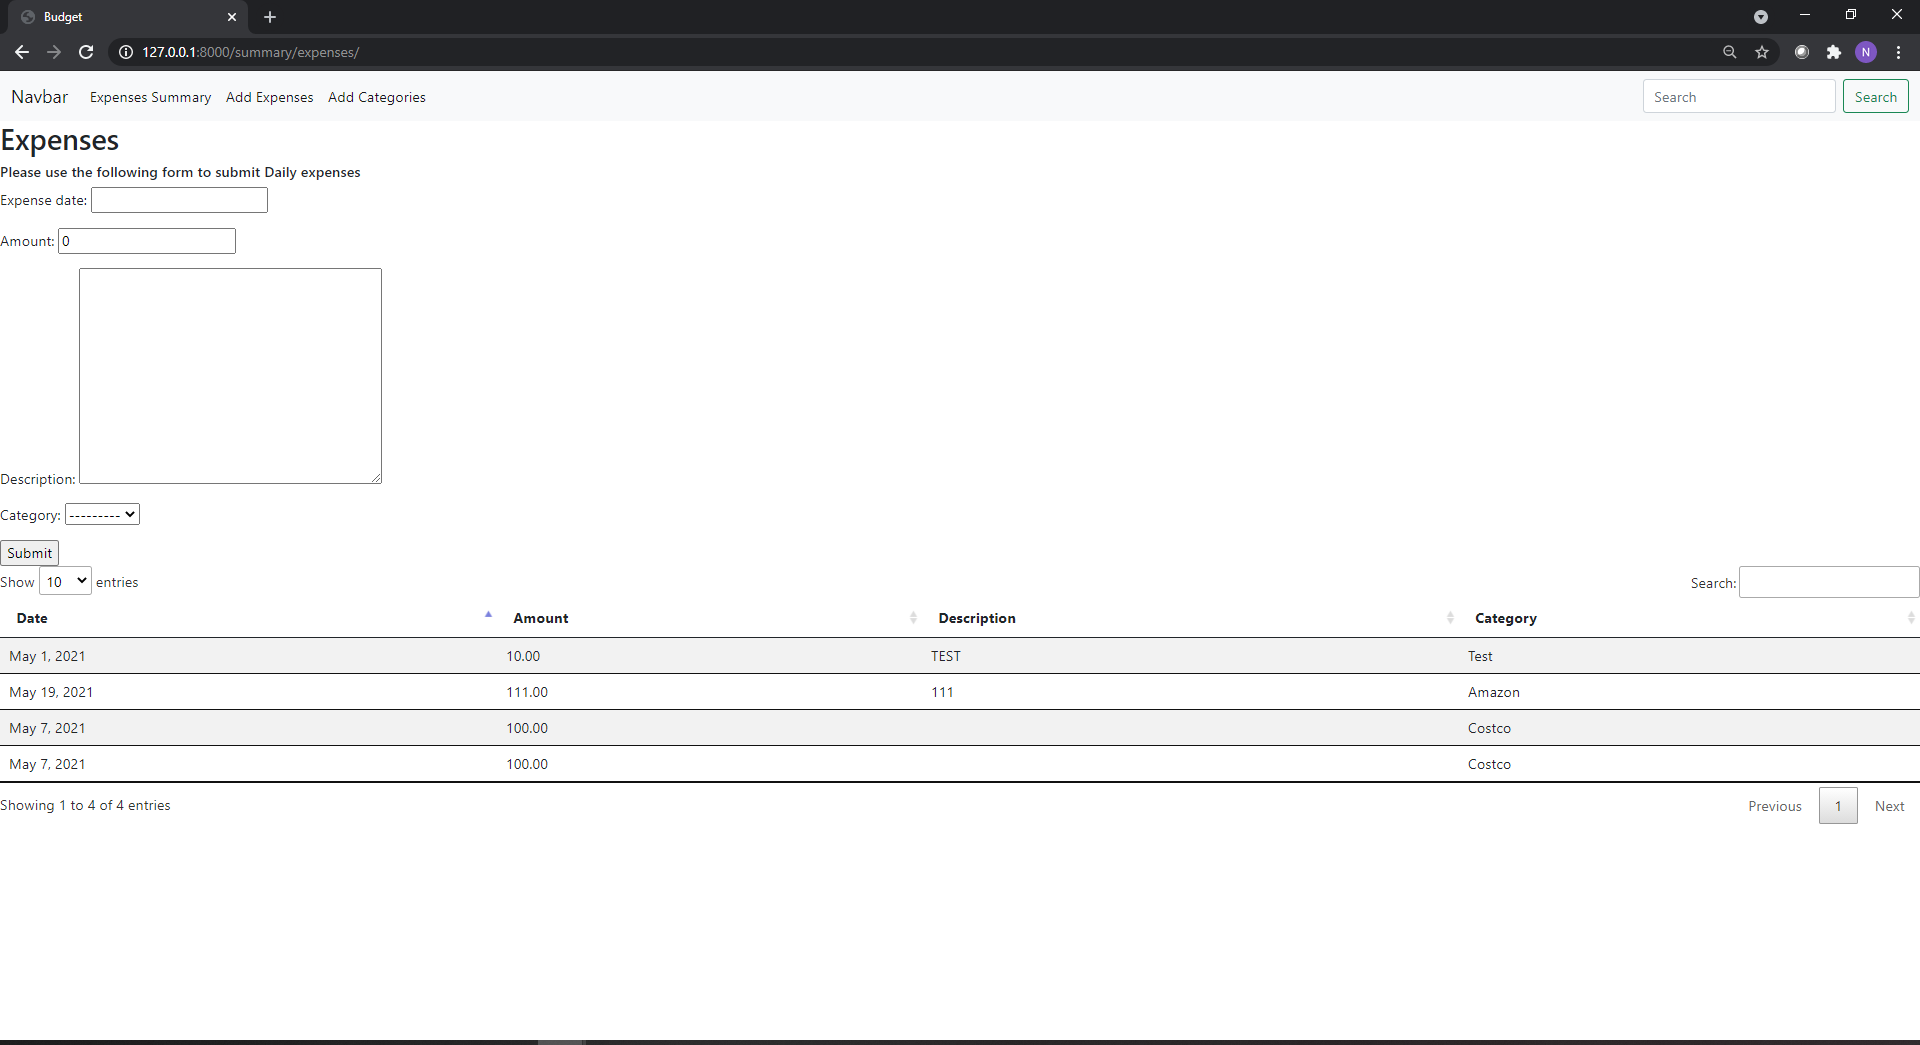 Budget
127.0.0.1:8000/summary/expenses/
N
Navbar Expenses Summary Add Expenses Add Categories Search Search
Expenses
Please use the following form to submit Daily expenses
Expense date:
Amount: 0
Description:
Category: ---------
Submit
Show 10 entries Search:
Date Amount Description Category
May 1, 2021 10.00 TEST Test
May 19, 2021 111.00 111 Amazon
May 7, 2021 100.00 Costco
May 7, 2021 100.00 Costco
Showing 1 to 4 of 4 entries Previous 1 Next